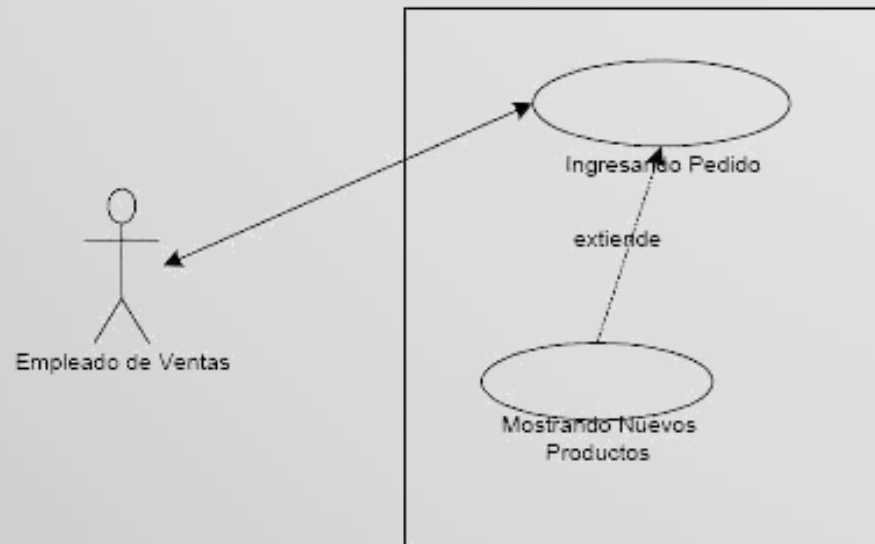 Ingresando Pedido
extiende
Empleado de Ventas
Mostrando Nuevos
Productos